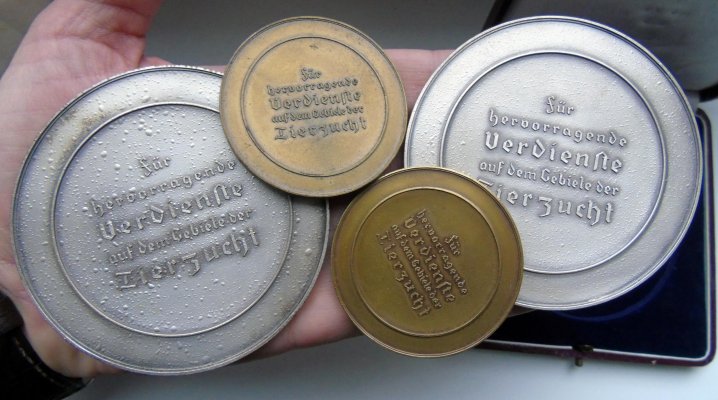 Für
hervorragende
Verdienste
auf dem Gebiete der
Tierzucht
Für
hervorragende
Verdienste
auf dem Gebiete der
Tierzucht
Für
hervorragende
Verdienste
auf dem Gebiete der
Tierzucht
Für
hervorragende
Verdienste
auf dem Gebiete der
Tierzucht